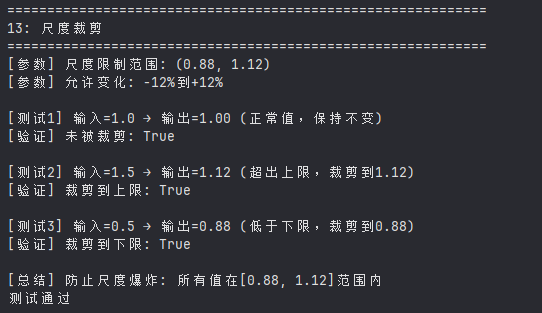 ============================================================
13: 尺度裁剪
============================================================
[参数] 尺度限制范围: (0.88, 1.12)
[参数] 允许变化: -12%到+12%
[测试1] 输入=1.0 → 输出=1.00 (正常值，保持不变)
[验证] 未被裁剪: True
[测试2] 输入=1.5 → 输出=1.12 (超出上限，裁剪到1.12)
[验证] 裁剪到上限: True
[测试3] 输入=0.5 → 输出=0.88 (低于下限，裁剪到0.88)
[验证] 裁剪到下限: True
[总结] 防止尺度爆炸: 所有值在[0.88, 1.12]范围内
测试通过